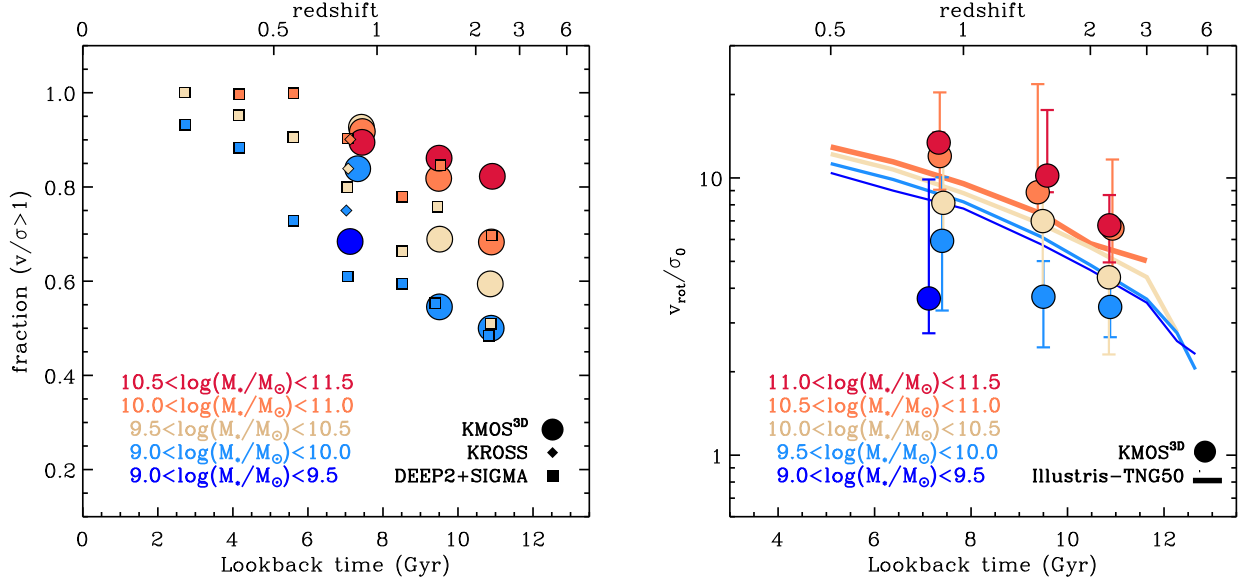 redshift
0 0.5 1 2 3 6
fraction (v/σ>1)
1.0
0.8
0.6
0.4
0.2
10.5<log(M*/M☉)<11.5
10.0<log(M*/M☉)<11.0
9.5<log(M*/M☉)<10.5
9.0<log(M*/M☉)<10.0
9.0<log(M*/M☉)<9.5
KMOS³ᴰ
KROSS
DEEP2+SIGMA
0 2 4 6 8 10 12
Lookback time (Gyr)
redshift
0.5 1 2 3 6
v_rot/σ_0
10
1
11.0<log(M*/M☉)<11.5
10.5<log(M*/M☉)<11.0
10.0<log(M*/M☉)<10.5
9.5<log(M*/M☉)<10.0
9.0<log(M*/M☉)<9.5
KMOS³ᴰ
Illustris-TNG50
4 6 8 10 12
Lookback time (Gyr)